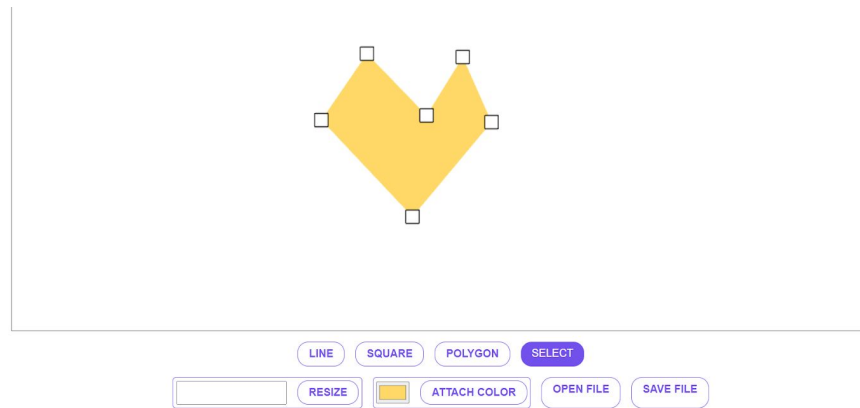 LINE SQUARE POLYGON SELECT
RESIZE ATTACH COLOR OPEN FILE SAVE FILE